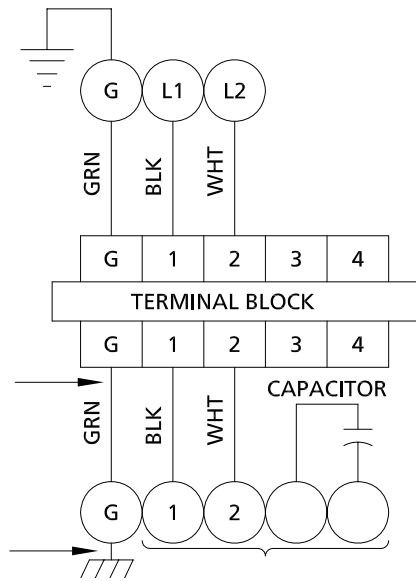 G L1 L2
GRN BLK WHT
G 1 2 3 4
TERMINAL BLOCK
G 1 2 3 4
CAPACITOR
GRN BLK WHT
G 1 2